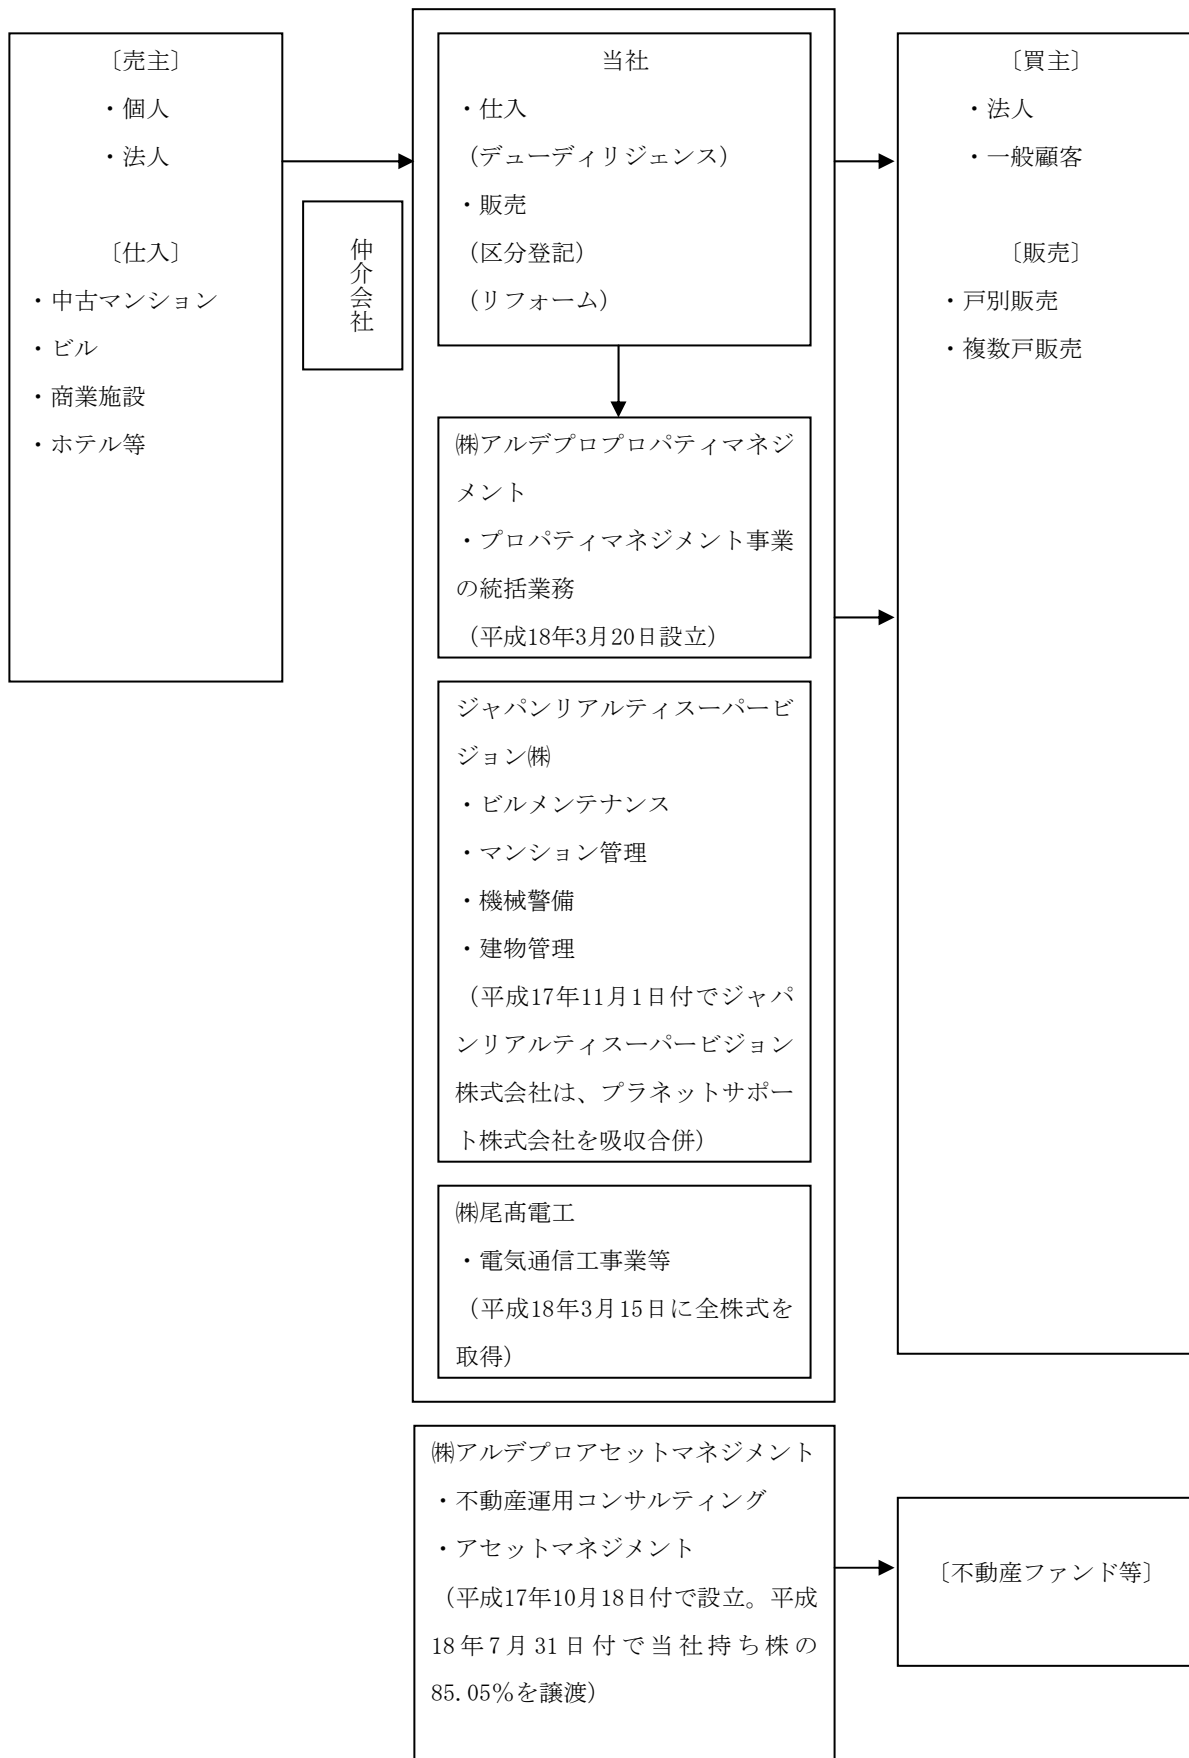 〔売主〕
・個人
・法人
〔仕入〕
・中古マンション
・ビル
・商業施設
・ホテル等
仲介会社
当社
・仕入
（デューディリジェンス）
・販売
（区分登記）
（リフォーム）
㈱アルデプロプロパティマネジ
メント
・プロパティマネジメント事業
の統括業務
（平成18年3月20日設立）
ジャパンリアルティスーパービ
ジョン㈱
・ビルメンテナンス
・マンション管理
・機械警備
・建物管理
（平成17年11月1日付でジャパ
ンリアルティスーパービジョン
株式会社は、プラネットサポー
ト株式会社を吸収合併）
㈱尾髙電工
・電気通信工事業等
（平成18年3月15日に全株式を
取得）
㈱アルデプロアセットマネジメント
・不動産運用コンサルティング
・アセットマネジメント
（平成17年10月18日付で設立。平成
18年7月31日付で当社持ち株の
85.05％を譲渡）
〔買主〕
・法人
・一般顧客
〔販売〕
・戸別販売
・複数戸販売
〔不動産ファンド等〕